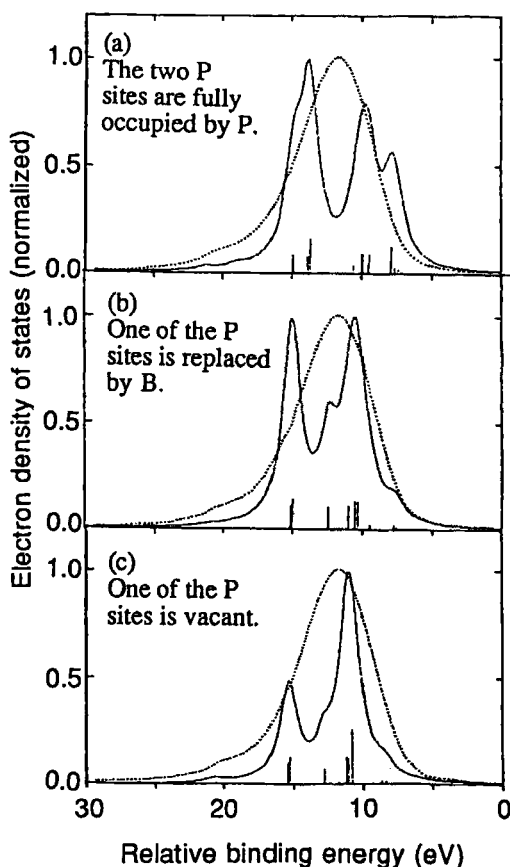 Electron density of states (normalized)
(a)
The two P
sites are fully
occupied by P.
1.0
0.5
0.0
(b)
One of the P
sites is replaced
by B.
1.0
0.5
0.0
(c)
One of the P
sites is vacant.
1.0
0.5
0.0
30
20
10
0
Relative binding energy (eV)